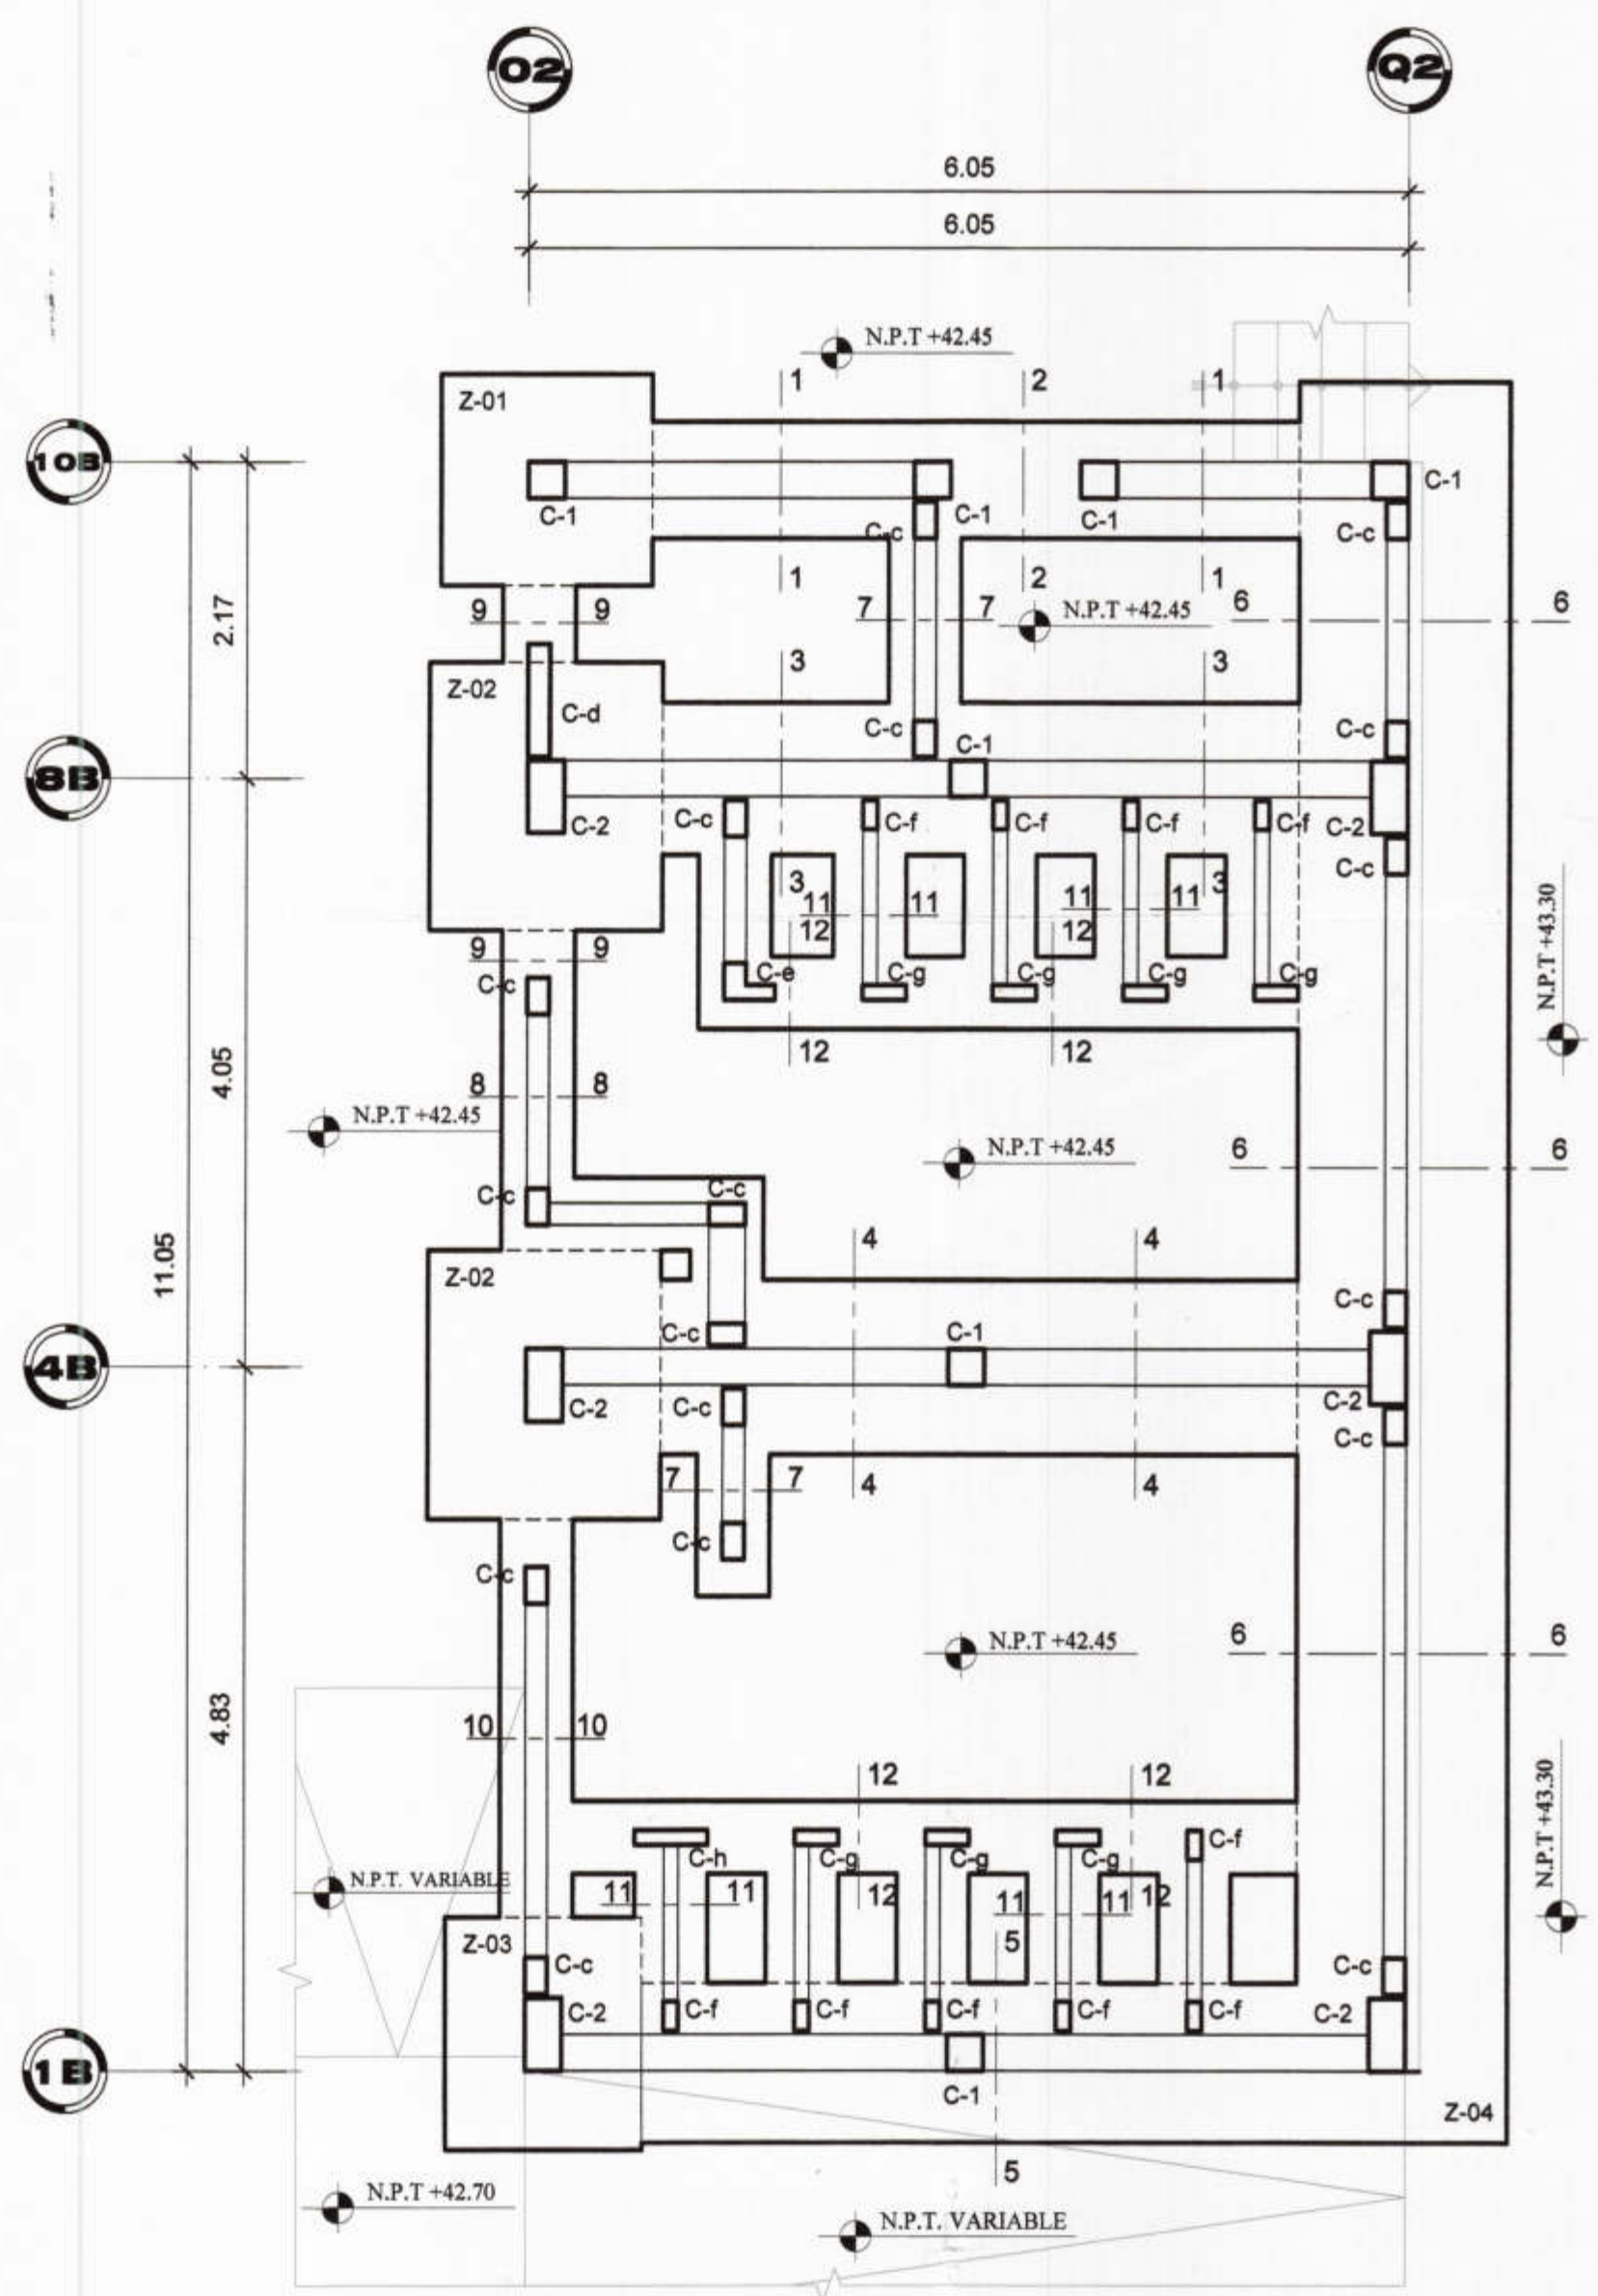 O2 Q2
6.05
6.05
N.P.T +42.45
1 2 1
Z-01
10B
C-1
C-1 C-1 C-1
C-c C-c
1 2 1
9 9 7 7 N.P.T +42.45 6 6
2.17
3 3
Z-02
C-d
C-c C-1 C-c
8B
C-2 C-c C-f C-f C-f C-f C-2
C-c
3 3
11 11 11 11
12 12
N.P.T +43.30
9 9
C-c C-e C-g C-g C-g C-g
12 12
4.05
8 8
N.P.T +42.45
N.P.T +42.45 6 6
C-c C-c
4 4
11.05
Z-02
C-c
C-c C-1
4B
C-2 C-c C-2
C-c
7 7 4 4
C-c
C-c
N.P.T +42.45 6 6
4.83
10 10
12 12
N.P.T +43.30
C-h C-g C-g C-g C-f
N.P.T. VARIABLE
11 11 12 11 11 12
Z-03 5
C-c C-c
C-2 C-f C-f C-f C-f C-f C-2
1B
C-1
Z-04
5
N.P.T +42.70
N.P.T. VARIABLE